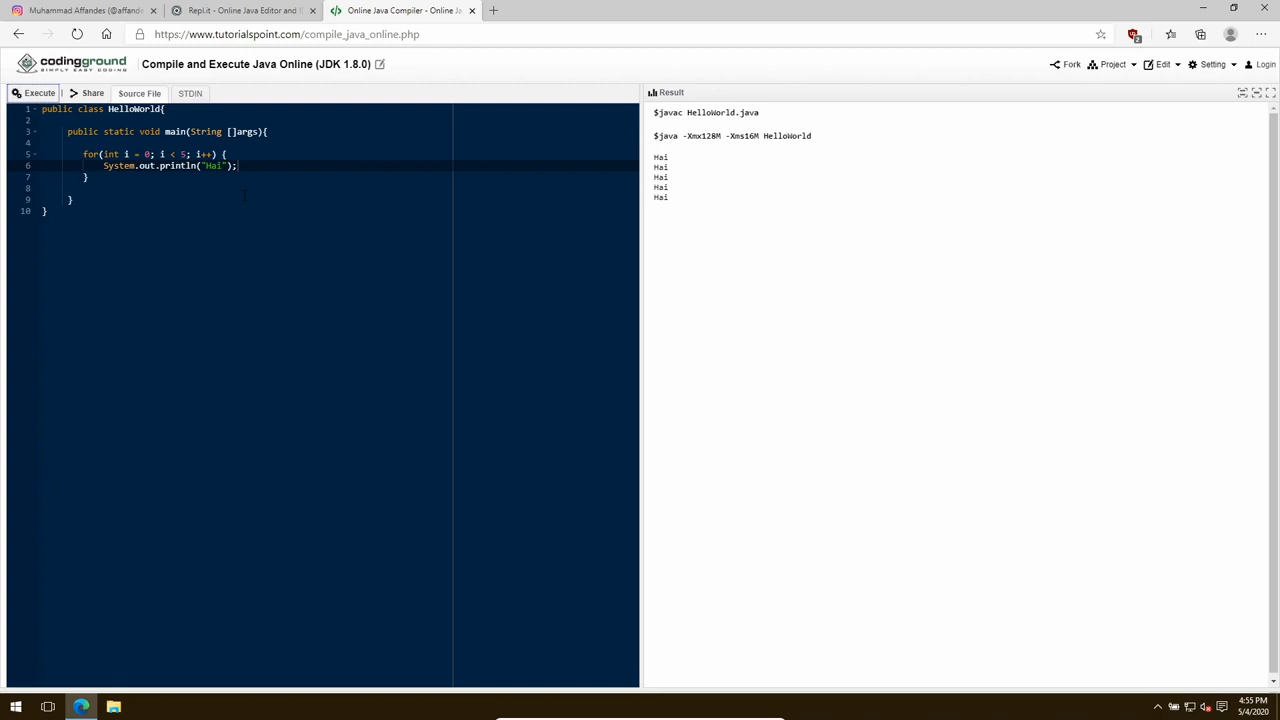 Muhammad Affandes (@affande
Repl.it - Online Java Editor and I
Online Java Compiler - Online Je
https://www.tutorialspoint.com/compile_java_online.php
2
codingground
SIMPLY EASY CODING
Compile and Execute Java Online (JDK 1.8.0)
Fork
Project
Edit
Setting
Login
Execute | Share Source File STDIN
Result
1 public class HelloWorld{
2
3 public static void main(String []args){
4
5 for(int i = 0; i < 5; i++) {
6 System.out.println("Hai");
7 }
8
9 }
10 }
$javac HelloWorld.java
$java -Xmx128M -Xms16M HelloWorld
Hai
Hai
Hai
Hai
Hai
4:55 PM
5/4/2020